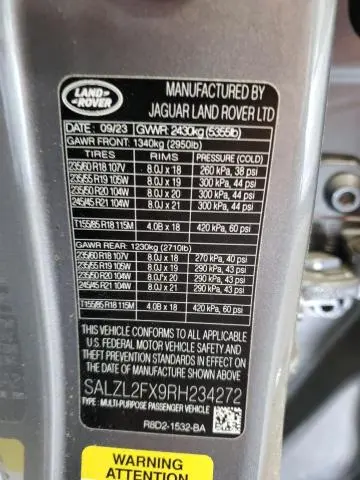 LAND-
-ROVER
MANUFACTURED BY
JAGUAR LAND ROVER LTD
DATE : 09/23 GVWR: 2430kg (5355lb)
GAWR FRONT: 1340kg (2950lb)
TIRES RIMS PRESSURE (COLD)
235/60 R18 107V 8.0J x 18 260 kPa, 38 psi
235/55 R19 105W 8.0J x 19 300 kPa, 44 psi
235/50 R20 104W 8.0J x 20 300 kPa, 44 psi
245/45 R21 104W 8.0J x 21 300 kPa, 44 psi
T155/85 R18 115M 4.0B x 18 420 kPa, 60 psi
GAWR REAR: 1230kg (2710lb)
235/60 R18 107V 8.0J x 18 270 kPa, 40 psi
235/55 R19 105W 8.0J x 19 290 kPa, 43 psi
235/50 R20 104W 8.0J x 20 290 kPa, 43 psi
245/45 R21 104W 8.0J x 21 290 kPa, 43 psi
T155/85 R18 115M 4.0B x 18 420 kPa, 60 psi
THIS VEHICLE CONFORMS TO ALL APPLICABLE
U.S. FEDERAL MOTOR VEHICLE SAFETY AND
THEFT PREVENTION STANDARDS IN EFFECT ON THE
DATE OF MANUFACTURE SHOWN ABOVE.
SALZL2FX9RH234272
TYPE : MULTI-PURPOSE PASSENGER VEHICLE
R8D2-1532-BA
WARNING
ATTENTION